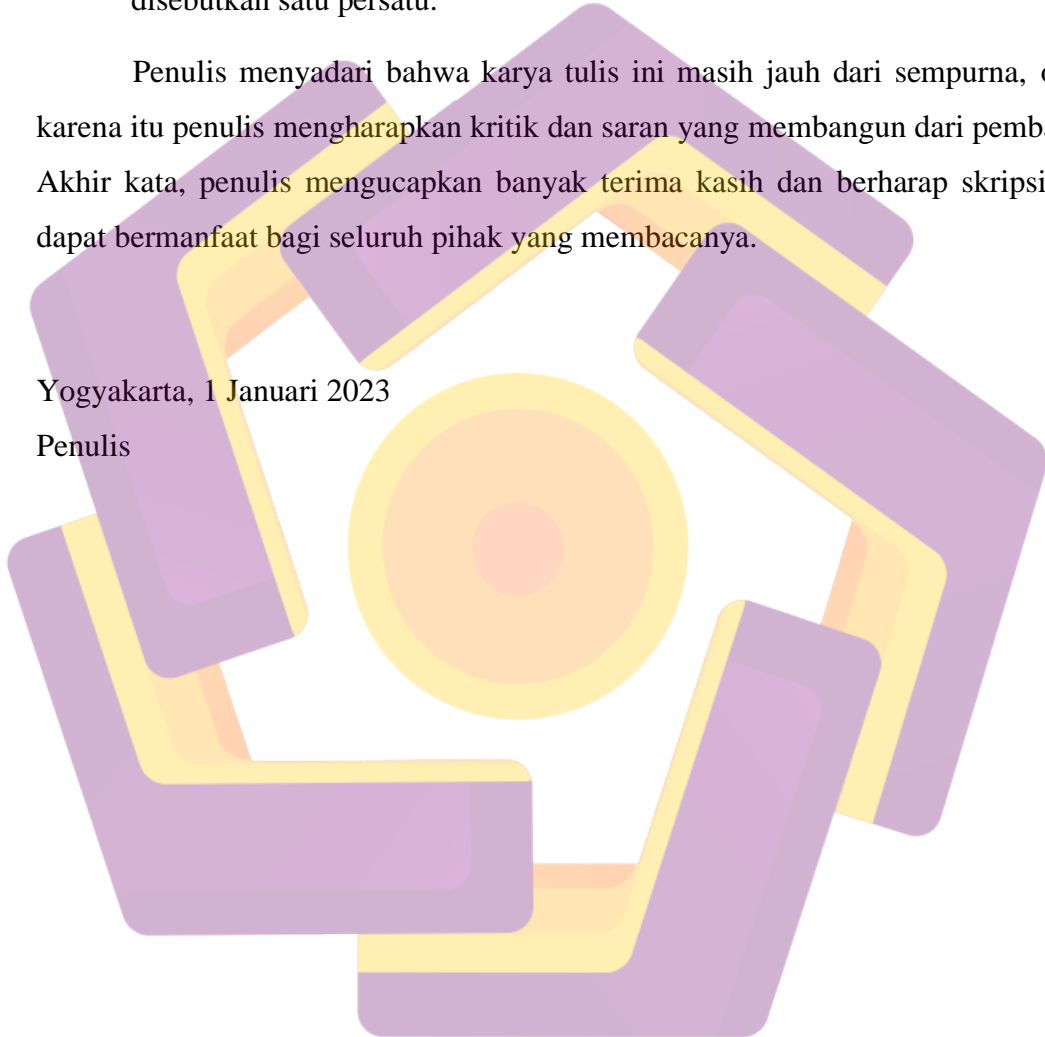 disebutkan satu persatu.
Penulis menyadari bahwa karya tulis ini masih jauh dari sempurna,
karena itu penulis mengharapkan kritik dan saran yang membangun dari
Akhir kata, penulis mengucapkan banyak terima kasih dan berharap skripsi
dapat bermanfaat bagi seluruh pihak yang membacanya.
Yogyakarta, 1 Januari 2023
Penulis